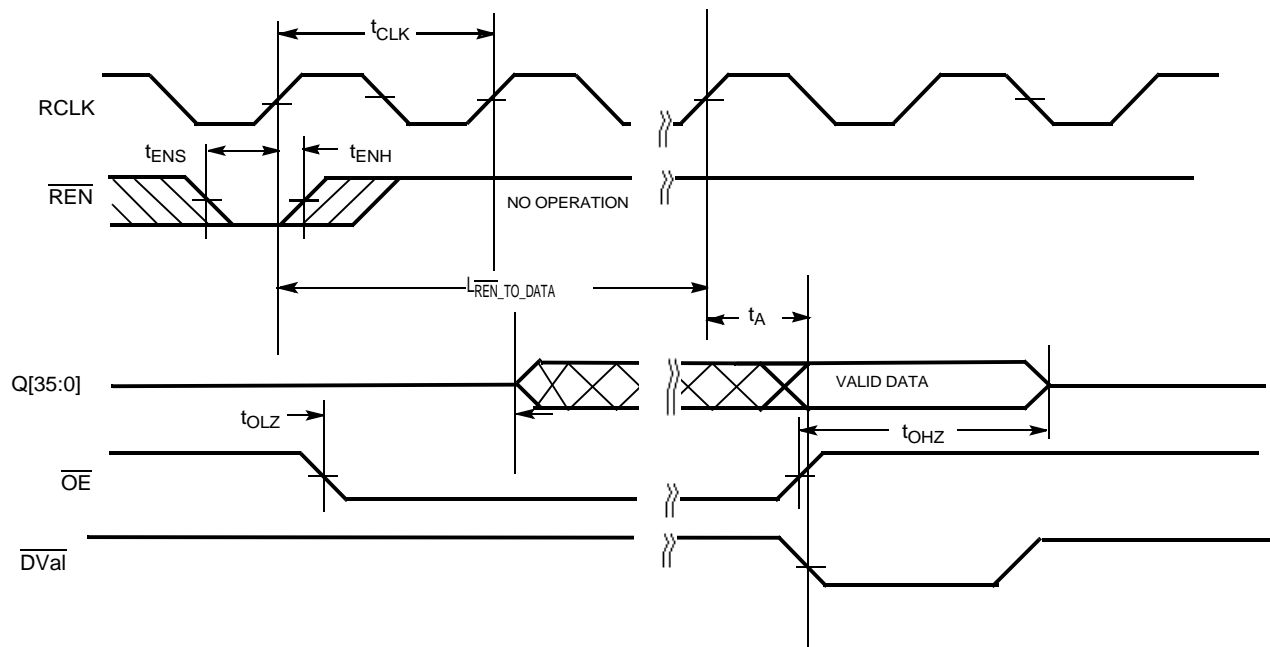 tCLK
RCLK
tENS
tENH
REN
NO OPERATION
LREN_TO_DATA
tA
Q[35:0]
VALID DATA
tOLZ
tOHZ
OE
DVal